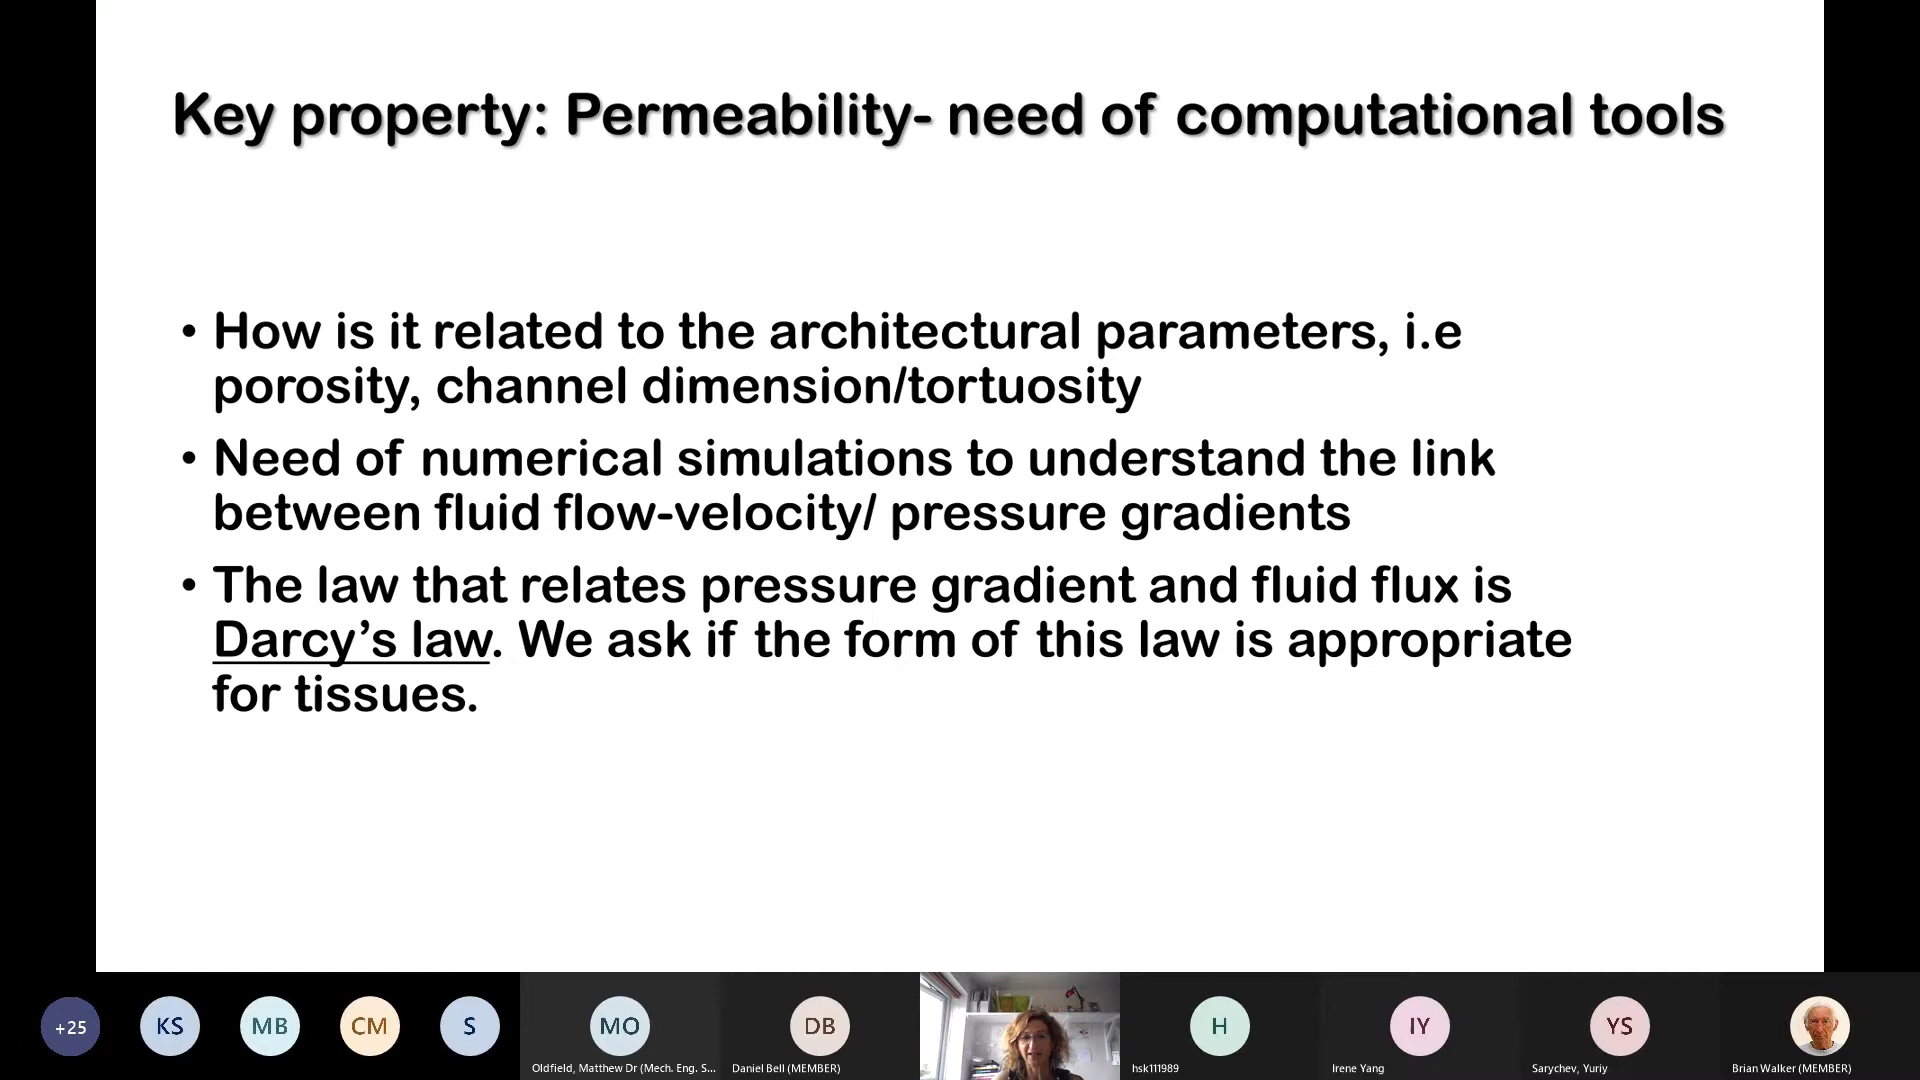 Key property: Permeability- need of computational tools
• How is it related to the architectural parameters, i.e
porosity, channel dimension/tortuosity
• Need of numerical simulations to understand the link
between fluid flow-velocity/ pressure gradients
• The law that relates pressure gradient and fluid flux is
Darcy’s law. We ask if the form of this law is appropriate
for tissues.
+25
KS
MB
CM
S
MO
DB
H
IY
YS
Oldfield, Matthew Dr (Mech. Eng. S...
Daniel Bell (MEMBER)
hsk111989
Irene Yang
Sarychev, Yuriy
Brian Walker (MEMBER)